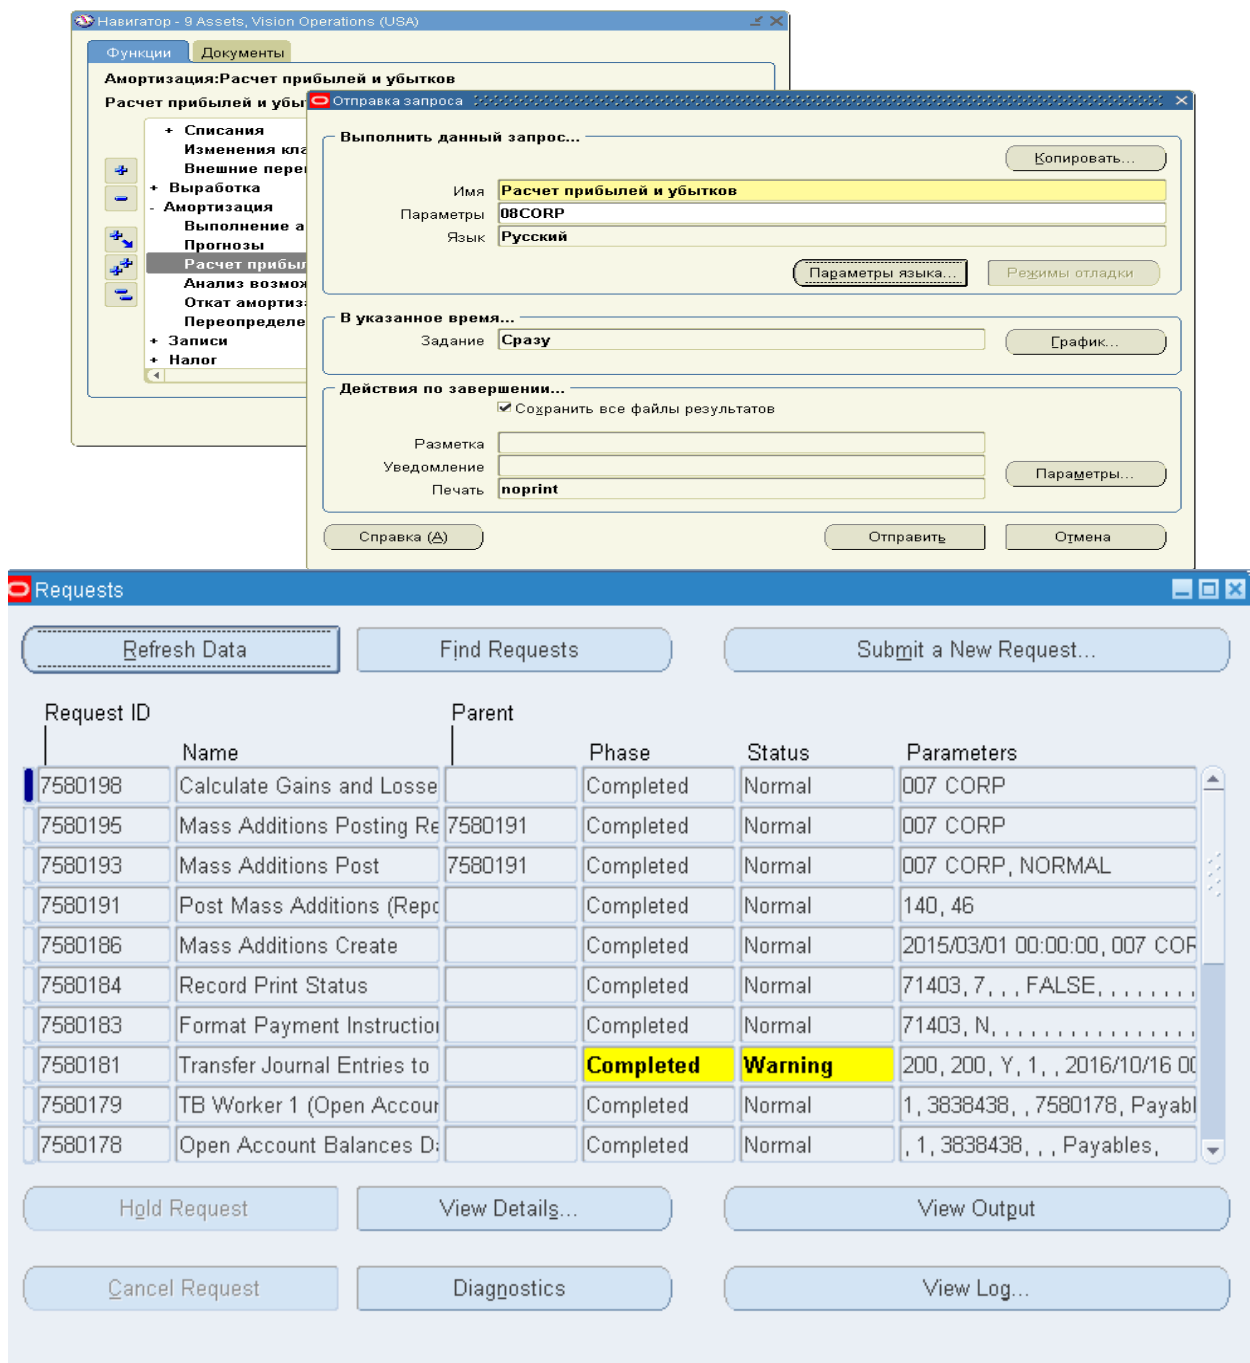 Навигатор - 9 Assets, Vision Operations (USA)
Функции
Документы
Амортизация:Расчет прибылей и убытков
Расчет прибылей и убы
+ Списания
Изменения кла
Внешние пере
+ Выработка
- Амортизация
Выполнение а
Прогнозы
Расчет прибыл
Анализ возмож
Откат амортиз
Переопределе
+ Записи
+ Налог
Отправка запроса
Выполнить данный запрос...
Копировать...
Имя Расчет прибылей и убытков
Параметры 08CORP
Язык Русский
Параметры языка...
Режимы отладки
В указанное время...
Задание Сразу
График...
Действия по завершении...
Сохранить все файлы результатов
Разметка
Уведомление
Параметры...
Печать noprint
Справка (А)
Отправить
Отмена
Requests
Refresh Data
Find Requests
Submit a New Request...
Request ID
Parent
Name Phase Status Parameters
7580198 Calculate Gains and Losse Completed Normal 007 CORP
7580195 Mass Additions Posting Re 7580191 Completed Normal 007 CORP
7580193 Mass Additions Post 7580191 Completed Normal 007 CORP, NORMAL
7580191 Post Mass Additions (Repo Completed Normal 140, 46
7580186 Mass Additions Create Completed Normal 2015/03/01 00:00:00, 007 COR
7580184 Record Print Status Completed Normal 71403, 7, , , FALSE, , , , , , , ,
7580183 Format Payment Instruction Completed Normal 71403, N, , , , , , , , , , , , , , , ,
7580181 Transfer Journal Entries to Completed Warning 200, 200, Y, 1, , 2016/10/16 00
7580179 TB Worker 1 (Open Accour Completed Normal 1, 3838438, , 7580178, Payabl
7580178 Open Account Balances Da Completed Normal , 1, 3838438, , , Payables,
Hold Request
View Details...
View Output
Cancel Request
Diagnostics
View Log...